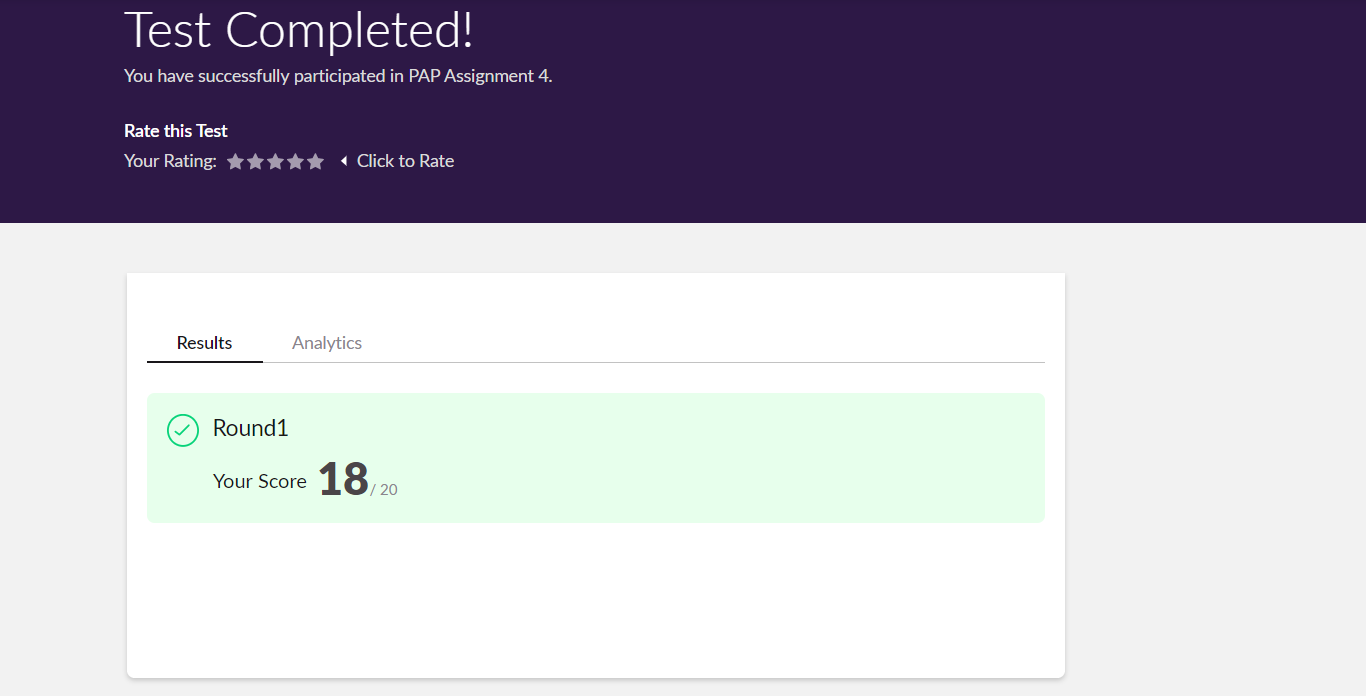 Test Completed!
You have successfully participated in PAP Assignment 4.
Rate this Test
Your Rating: Click to Rate
Results Analytics
Round1
Your Score 18 / 20